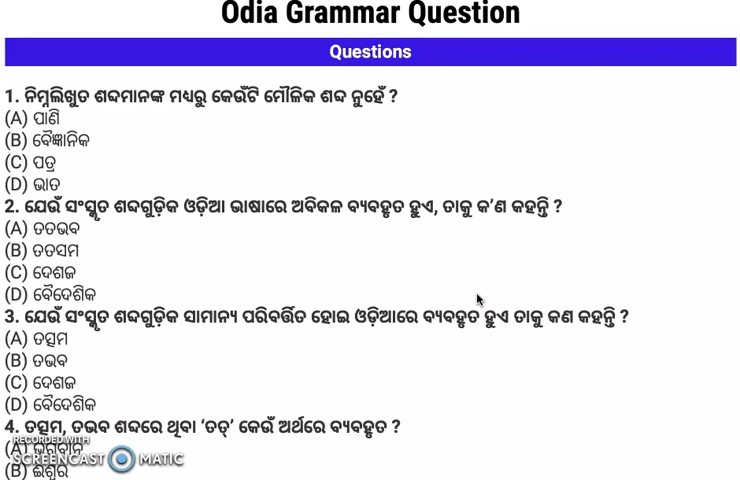 Odia Grammar Question
Questions
1. ନିମ୍ନଲିଖିତ ଶବ୍ଦମାନଙ୍କ ମଧ୍ୟରୁ କେଉଁଟି ମୌଳିକ ଶବ୍ଦ ନୁହେଁ ?
(A) ପାଣି
(B) ବୈଜ୍ଞାନିକ
(C) ପତ୍ର
(D) ଭାତ
2. ଯେଉଁ ସଂସ୍କୃତ ଶବ୍ଦଗୁଡ଼ିକ ଓଡ଼ିଆ ଭାଷାରେ ଅବିକଳ ବ୍ୟବହୃତ ହୁଏ, ତାକୁ କ'ଣ କହନ୍ତି ?
(A) ତତଭବ
(B) ତତସମ
(C) ଦେଶଜ
(D) ବୈଦେଶିକ
3. ଯେଉଁ ସଂସ୍କୃତ ଶବ୍ଦଗୁଡ଼ିକ ସାମାନ୍ୟ ପରିବର୍ତ୍ତିତ ହୋଇ ଓଡ଼ିଆରେ ବ୍ୟବହୃତ ହୁଏ ତାକୁ କଣ କହନ୍ତି ?
(A) ତତ୍ସମ
(B) ତଦ୍ଭବ
(C) ଦେଶଜ
(D) ବୈଦେଶିକ
4. ତତ୍ସମ, ତଦ୍ଭବ ଶବ୍ଦରେ ଥିବା ‘ତତ୍’ କେଉଁ ଅର୍ଥରେ ବ୍ୟବହୃତ ?
RECORDED WITH
(A) ଭଗବାନ
SCREENCAST MATIC
(B) ଈଶ୍ୱର